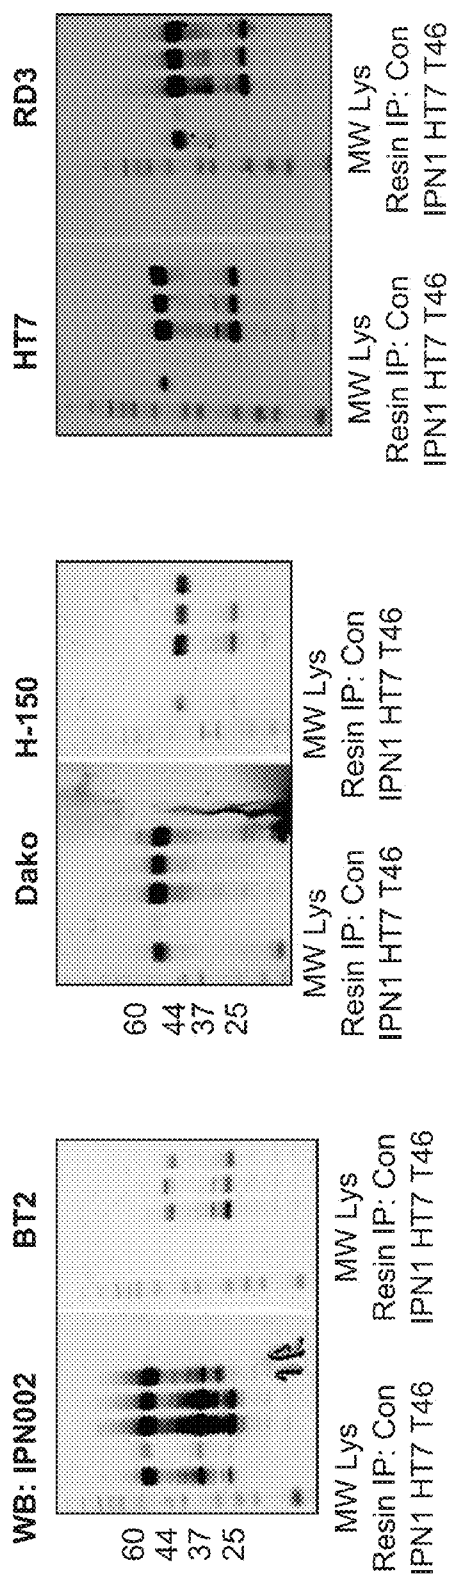 WB: IPN002
BT2
60
44
37
25
MW Lys
Resin IP: Con
IPN1 HT7 T46
MW Lys
Resin IP: Con
IPN1 HT7 T46
Dako
H-150
60
44
37
25
MW Lys
Resin IP: Con
IPN1 HT7 T46
MW Lys
Resin IP: Con
IPN1 HT7 T46
HT7
RD3
MW Lys
Resin IP: Con
IPN1 HT7 T46
MW Lys
Resin IP: Con
IPN1 HT7 T46